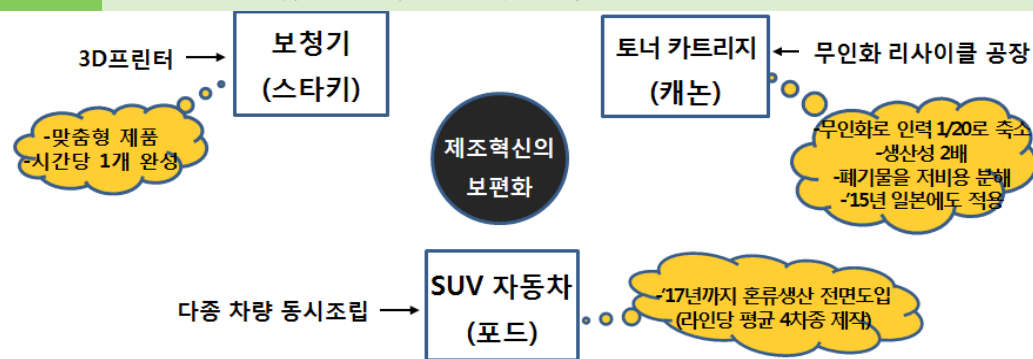 3D프린터
보청기
(스타키)
-맞춤형 제품
-시간당 1개 완성
토너 카트리지
(캐논)
무인화 리사이클 공장
-무인화로 인력 1/20로 축소
-생산성 2배
-폐기물을 저비용 분해
-'15년 일본에도 적용
제조혁신의
보편화
다종 차량 동시조립
SUV 자동차
(포드)
-'17년까지 혼류생산 전면도입
(라인당 평균 4차종 제작)